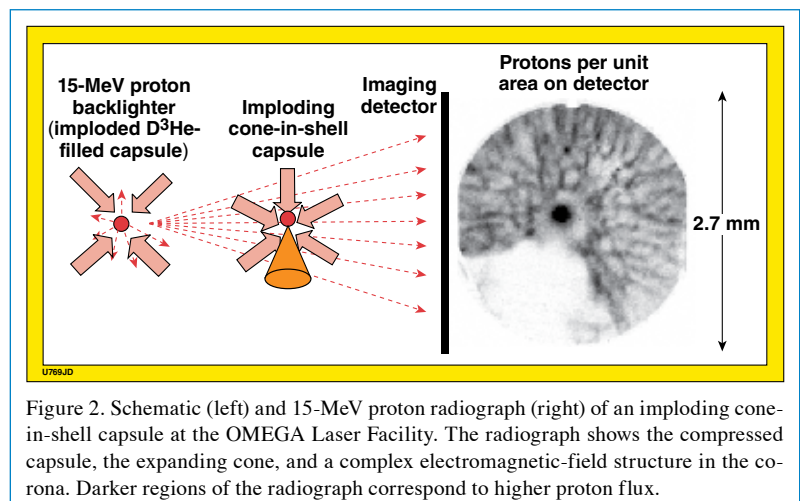 15-MeV proton
backlighter
(imploded D³He-
filled capsule)
Imploding
cone-in-shell
capsule
Imaging
detector
Protons per unit
area on detector
2.7 mm
U769JD
Figure 2. Schematic (left) and 15-MeV proton radiograph (right) of an imploding cone-
in-shell capsule at the OMEGA Laser Facility. The radiograph shows the compressed
capsule, the expanding cone, and a complex electromagnetic-field structure in the co-
rona. Darker regions of the radiograph correspond to higher proton flux.